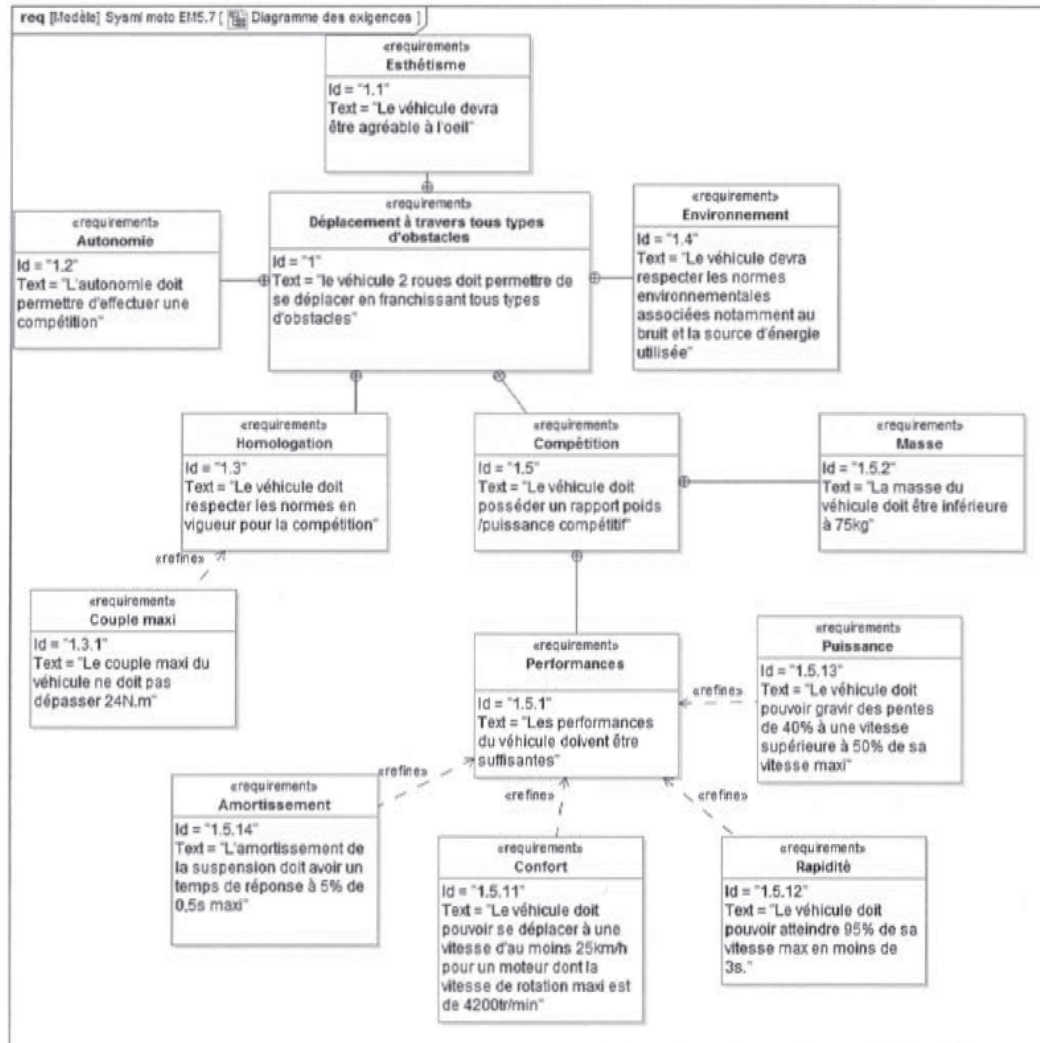 req [Modèle] Sysml moto EM5.7 [ Diagramme des exigences ]
«requirement»
Esthétisme
Id = "1.1"
Text = "Le véhicule devra
être agréable à l'oeil"
«requirement»
Autonomie
Id = "1.2"
Text = "L'autonomie doit
permettre d'effectuer une
compétition"
«requirement»
Déplacement à travers tous types
d'obstacles
Id = "1"
Text = "le véhicule 2 roues doit permettre de
se déplacer en franchissant tous types
d'obstacles"
«requirement»
Environnement
Id = "1.4"
Text = "Le véhicule devra
respecter les normes
environnementales
associées notamment au
bruit et la source d'énergie
utilisée"
«requirement»
Homologation
Id = "1.3"
Text = "Le véhicule doit
respecter les normes en
vigueur pour la compétition"
«requirement»
Compétition
Id = "1.5"
Text = "Le véhicule doit
posséder un rapport poids
/puissance compétitif"
«requirement»
Masse
Id = "1.5.2"
Text = "La masse du
véhicule doit être inférieure
à 75kg"
«refine»
«requirement»
Couple maxi
Id = "1.3.1"
Text = "Le couple maxi du
véhicule ne doit pas
dépasser 24N.m"
«requirement»
Performances
Id = "1.5.1"
Text = "Les performances
du véhicule doivent être
suffisantes"
«refine»
«requirement»
Puissance
Id = "1.5.13"
Text = "Le véhicule doit
pouvoir gravir des pentes
de 40% à une vitesse
supérieure à 50% de sa
vitesse maxi"
«refine»
«refine»
«refine»
«requirement»
Amortissement
Id = "1.5.14"
Text = "L'amortissement de
la suspension doit avoir un
temps de réponse à 5% de
0,5s maxi"
«requirement»
Confort
Id = "1.5.11"
Text = "Le véhicule doit
pouvoir se déplacer à une
vitesse d'au moins 25km/h
pour un moteur dont la
vitesse de rotation maxi est
de 4200tr/min"
«requirement»
Rapidité
Id = "1.5.12"
Text = "Le véhicule doit
pouvoir atteindre 95% de sa
vitesse max en moins de
3s."